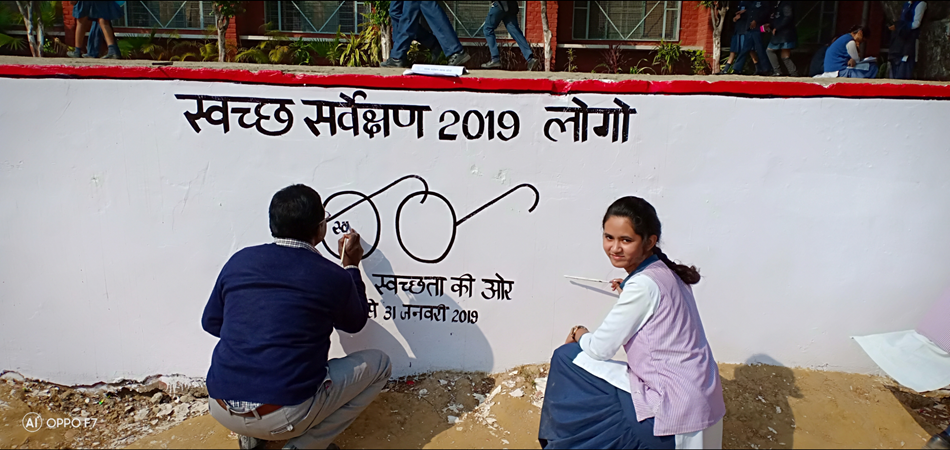 स्वच्छ सर्वेक्षण 2019 लोगो
स्व
स्वच्छता की ओर
से 31 जनवरी 2019
AI OPPO F7